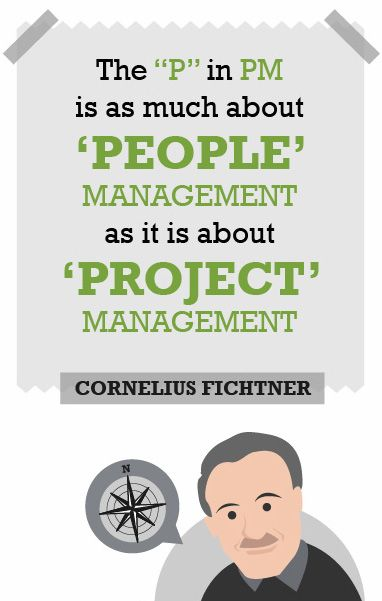 The “P” in PM
is as much about
‘PEOPLE’
MANAGEMENT
as it is about
‘PROJECT’
MANAGEMENT
CORNELIUS FICHTNER
N